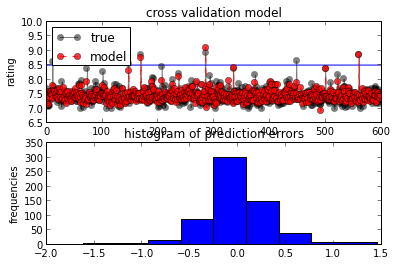 cross validation model
10.0
9.5
9.0
8.5
8.0
7.5
7.0
6.5
rating
true
model
0 100 200 300 400 500 600
histogram of prediction errors
350
300
250
200
150
100
50
0
frequencies
-2.0 -1.5 -1.0 -0.5 0.0 0.5 1.0 1.5